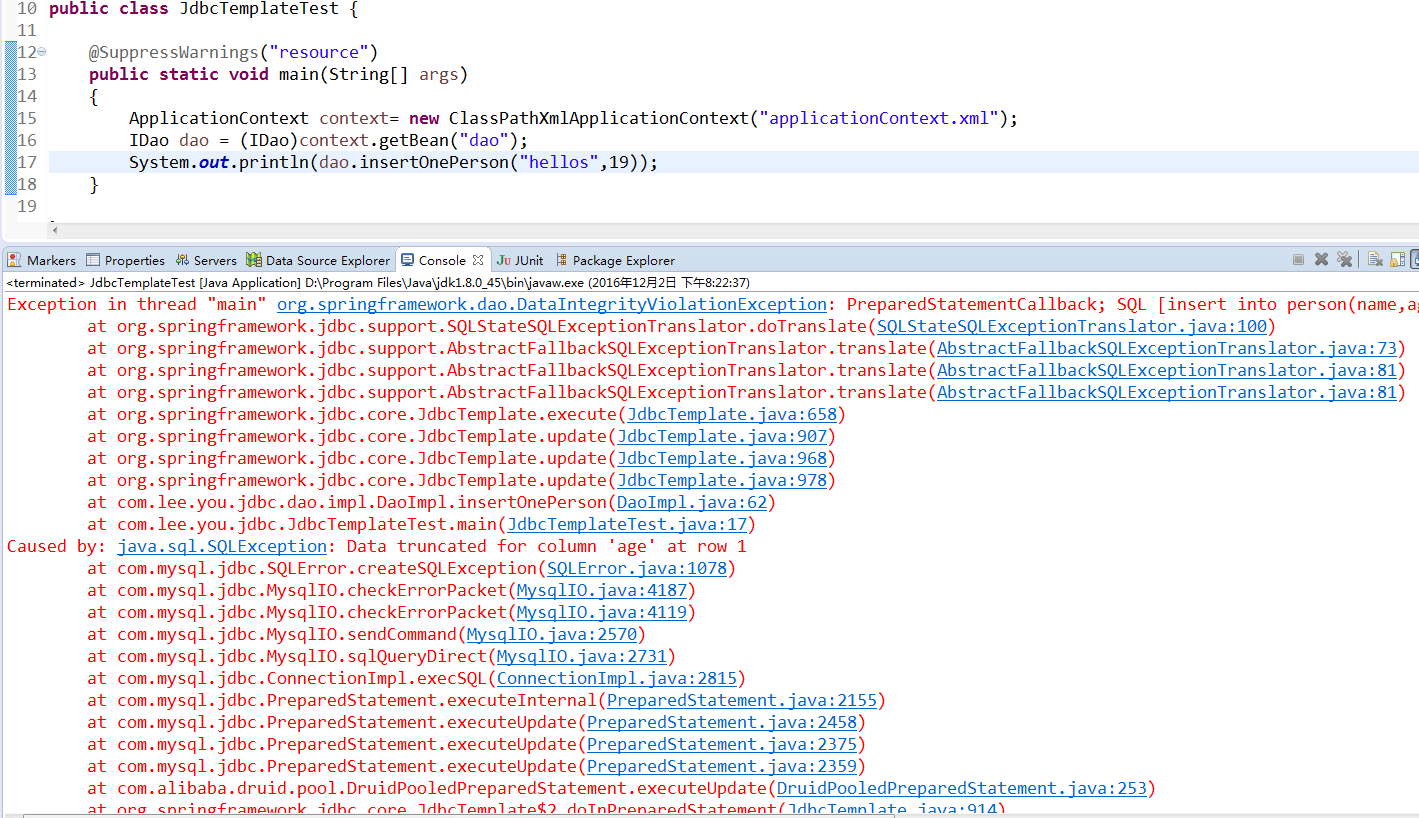 10 public class JdbcTemplateTest {
11
12 @SuppressWarnings("resource")
13 public static void main(String[] args)
14 {
15 ApplicationContext context= new ClassPathXmlApplicationContext("applicationContext.xml");
16 IDao dao = (IDao)context.getBean("dao");
17 System.out.println(dao.insertOnePerson("hellos",19));
18 }
19
Markers Properties Servers Data Source Explorer Console JUnit Package Explorer
<terminated> JdbcTemplateTest [Java Application] D:\Program Files\Java\jdk1.8.0_45\bin\javaw.exe (2016年12月2日 下午8:22:37)
Exception in thread "main" org.springframework.dao.DataIntegrityViolationException: PreparedStatementCallback; SQL [insert into person(name,ag
at org.springframework.jdbc.support.SQLStateSQLExceptionTranslator.doTranslate(SQLStateSQLExceptionTranslator.java:100)
at org.springframework.jdbc.support.AbstractFallbackSQLExceptionTranslator.translate(AbstractFallbackSQLExceptionTranslator.java:73)
at org.springframework.jdbc.support.AbstractFallbackSQLExceptionTranslator.translate(AbstractFallbackSQLExceptionTranslator.java:81)
at org.springframework.jdbc.support.AbstractFallbackSQLExceptionTranslator.translate(AbstractFallbackSQLExceptionTranslator.java:81)
at org.springframework.jdbc.core.JdbcTemplate.execute(JdbcTemplate.java:658)
at org.springframework.jdbc.core.JdbcTemplate.update(JdbcTemplate.java:907)
at org.springframework.jdbc.core.JdbcTemplate.update(JdbcTemplate.java:968)
at org.springframework.jdbc.core.JdbcTemplate.update(JdbcTemplate.java:978)
at com.lee.you.jdbc.dao.impl.DaoImpl.insertOnePerson(DaoImpl.java:62)
at com.lee.you.jdbc.JdbcTemplateTest.main(JdbcTemplateTest.java:17)
Caused by: java.sql.SQLException: Data truncated for column 'age' at row 1
at com.mysql.jdbc.SQLError.createSQLException(SQLError.java:1078)
at com.mysql.jdbc.MysqlIO.checkErrorPacket(MysqlIO.java:4187)
at com.mysql.jdbc.MysqlIO.checkErrorPacket(MysqlIO.java:4119)
at com.mysql.jdbc.MysqlIO.sendCommand(MysqlIO.java:2570)
at com.mysql.jdbc.MysqlIO.sqlQueryDirect(MysqlIO.java:2731)
at com.mysql.jdbc.ConnectionImpl.execSQL(ConnectionImpl.java:2815)
at com.mysql.jdbc.PreparedStatement.executeInternal(PreparedStatement.java:2155)
at com.mysql.jdbc.PreparedStatement.executeUpdate(PreparedStatement.java:2458)
at com.mysql.jdbc.PreparedStatement.executeUpdate(PreparedStatement.java:2375)
at com.mysql.jdbc.PreparedStatement.executeUpdate(PreparedStatement.java:2359)
at com.alibaba.druid.pool.DruidPooledPreparedStatement.executeUpdate(DruidPooledPreparedStatement.java:253)
at org.springframework.jdbc.core.JdbcTemplate$2.doInPreparedStatement(JdbcTemplate.java:914)